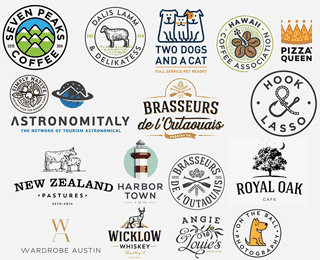 SEVEN PEAKS
COFFEE
DALIS LAMM
& DELIKATESS
TWO DOGS
AND A CAT
FULL SERVICE PET RESORT
HAWAII
COFFEE ASSOCIATION
PIZZA
QUEEN
SIMPLY NATIVE
ASTRONOMITALY
THE NETWORK OF TOURISM ASTRONOMICAL
BRASSEURS
de l'Outaouais
HOOK
&
LASSO
NEW ZEALAND
PASTURES
HARBOR
TOWN
BRASSEURS
DE L'OUTAOUAIS
ROYAL OAK
CAFE
W
A
WARDROBE AUSTIN
WICKLOW
WHISKEY
ANGIE
Louie's
ON THE BALL
PHOTOGRAPHY